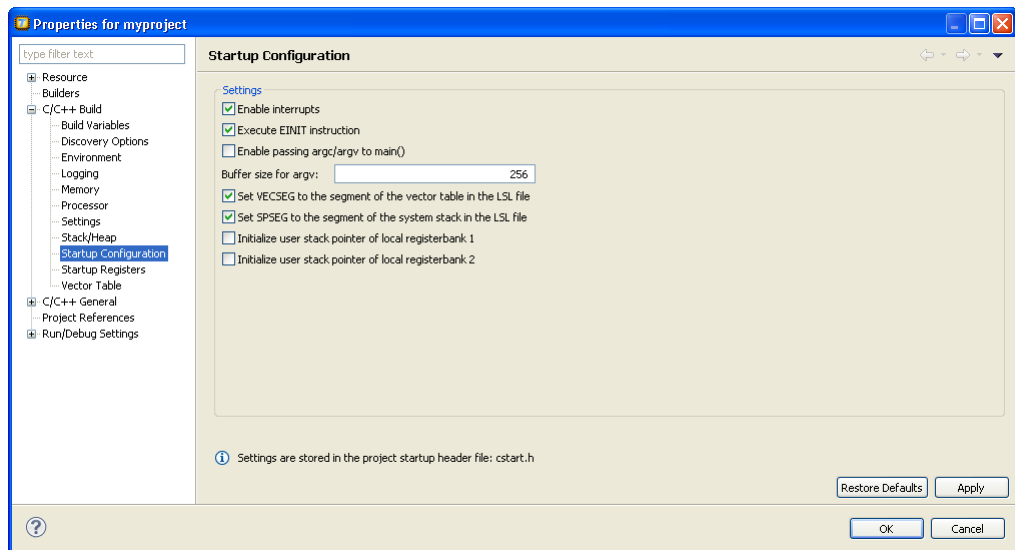 Properties for myproject
type filter text
Startup Configuration
Resource
Builders
C/C++ Build
Build Variables
Discovery Options
Environment
Logging
Memory
Processor
Settings
Stack/Heap
Startup Configuration
Startup Registers
Vector Table
C/C++ General
Project References
Run/Debug Settings
Settings
Enable interrupts
Execute EINIT instruction
Enable passing argc/argv to main()
Buffer size for argv: 256
Set VECSEG to the segment of the vector table in the LSL file
Set SPSEG to the segment of the system stack in the LSL file
Initialize user stack pointer of local registerbank 1
Initialize user stack pointer of local registerbank 2
Settings are stored in the project startup header file: cstart.h
Restore Defaults Apply
OK Cancel